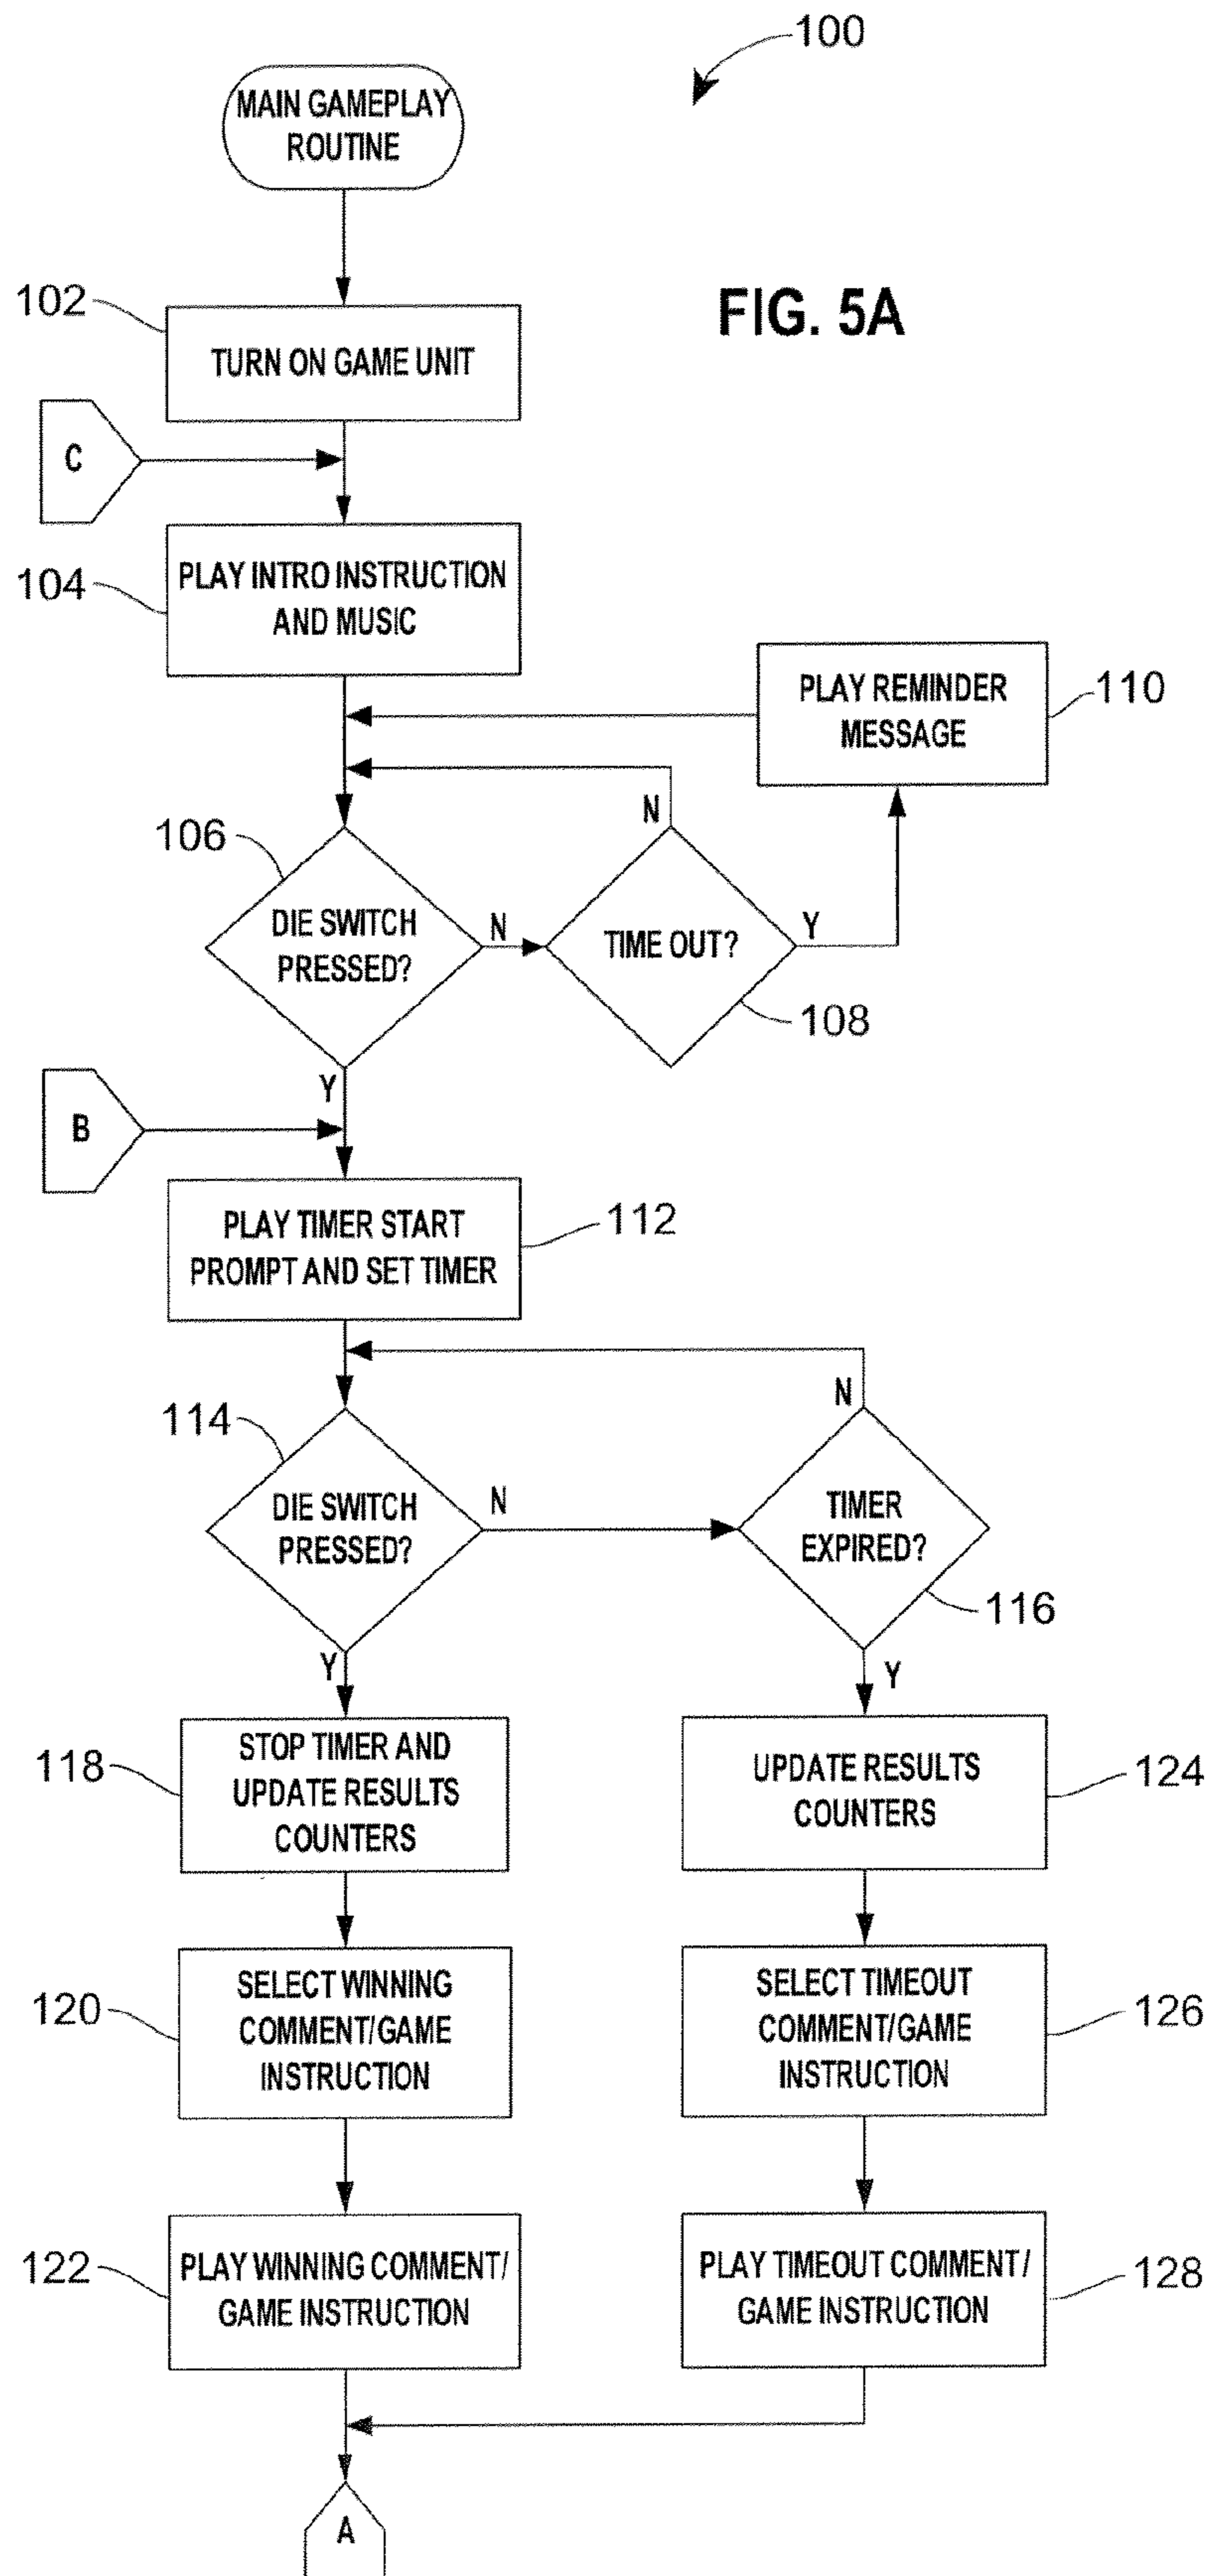 100
MAIN GAMEPLAY
ROUTINE
102
FIG. 5A
TURN ON GAME UNIT
C
PLAY INTRO INSTRUCTION
AND MUSIC
104
PLAY REMINDER
MESSAGE
110
N
106
DIE SWITCH
PRESSED?
N
TIME OUT?
Y
108
Y
B
PLAY TIMER START
PROMPT AND SET TIMER
112
N
114
DIE SWITCH
PRESSED?
N
TIMER
EXPIRED?
116
Y
Y
118
STOP TIMER AND
UPDATE RESULTS
COUNTERS
UPDATE RESULTS
COUNTERS
124
120
SELECT WINNING
COMMENT/GAME
INSTRUCTION
SELECT TIMEOUT
COMMENT/GAME
INSTRUCTION
126
122
PLAY WINNING COMMENT/
GAME INSTRUCTION
PLAY TIMEOUT COMMENT/
GAME INSTRUCTION
128
A